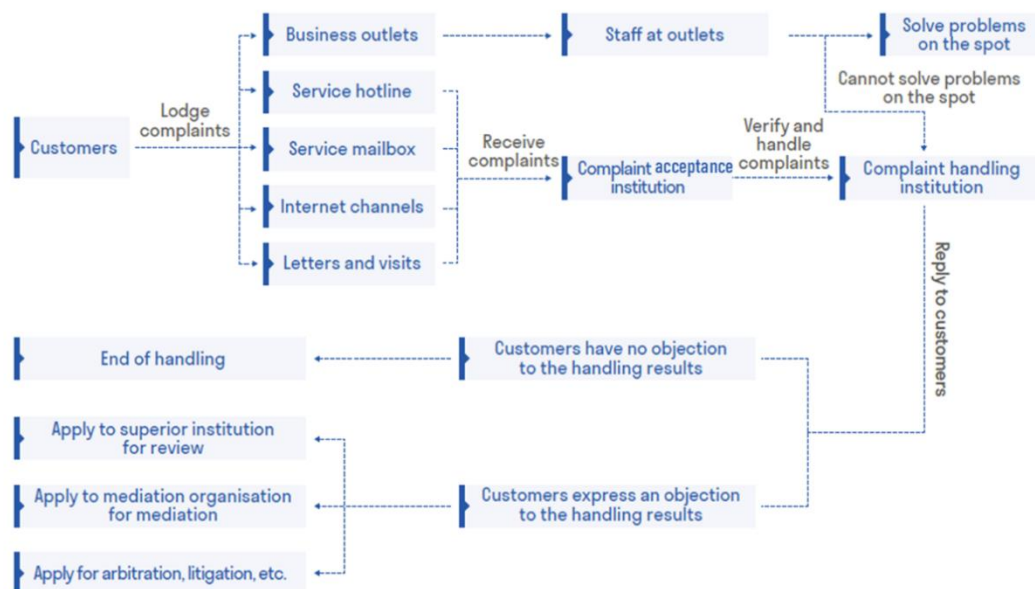 Business outlets
Staff at outlets
Solve problems
on the spot
Cannot solve problems
on the spot
Service hotline
Lodge
complaints
Customers
Service mailbox
Receive
complaints
Verify and
handle
complaints
Complaint acceptance
institution
Complaint handling
institution
Internet channels
Letters and visits
Reply to customers
End of handling
Customers have no objection
to the handling results
Apply to superior institution
for review
Apply to mediation organisation
for mediation
Customers express an objection
to the handling results
Apply for arbitration, litigation, etc.